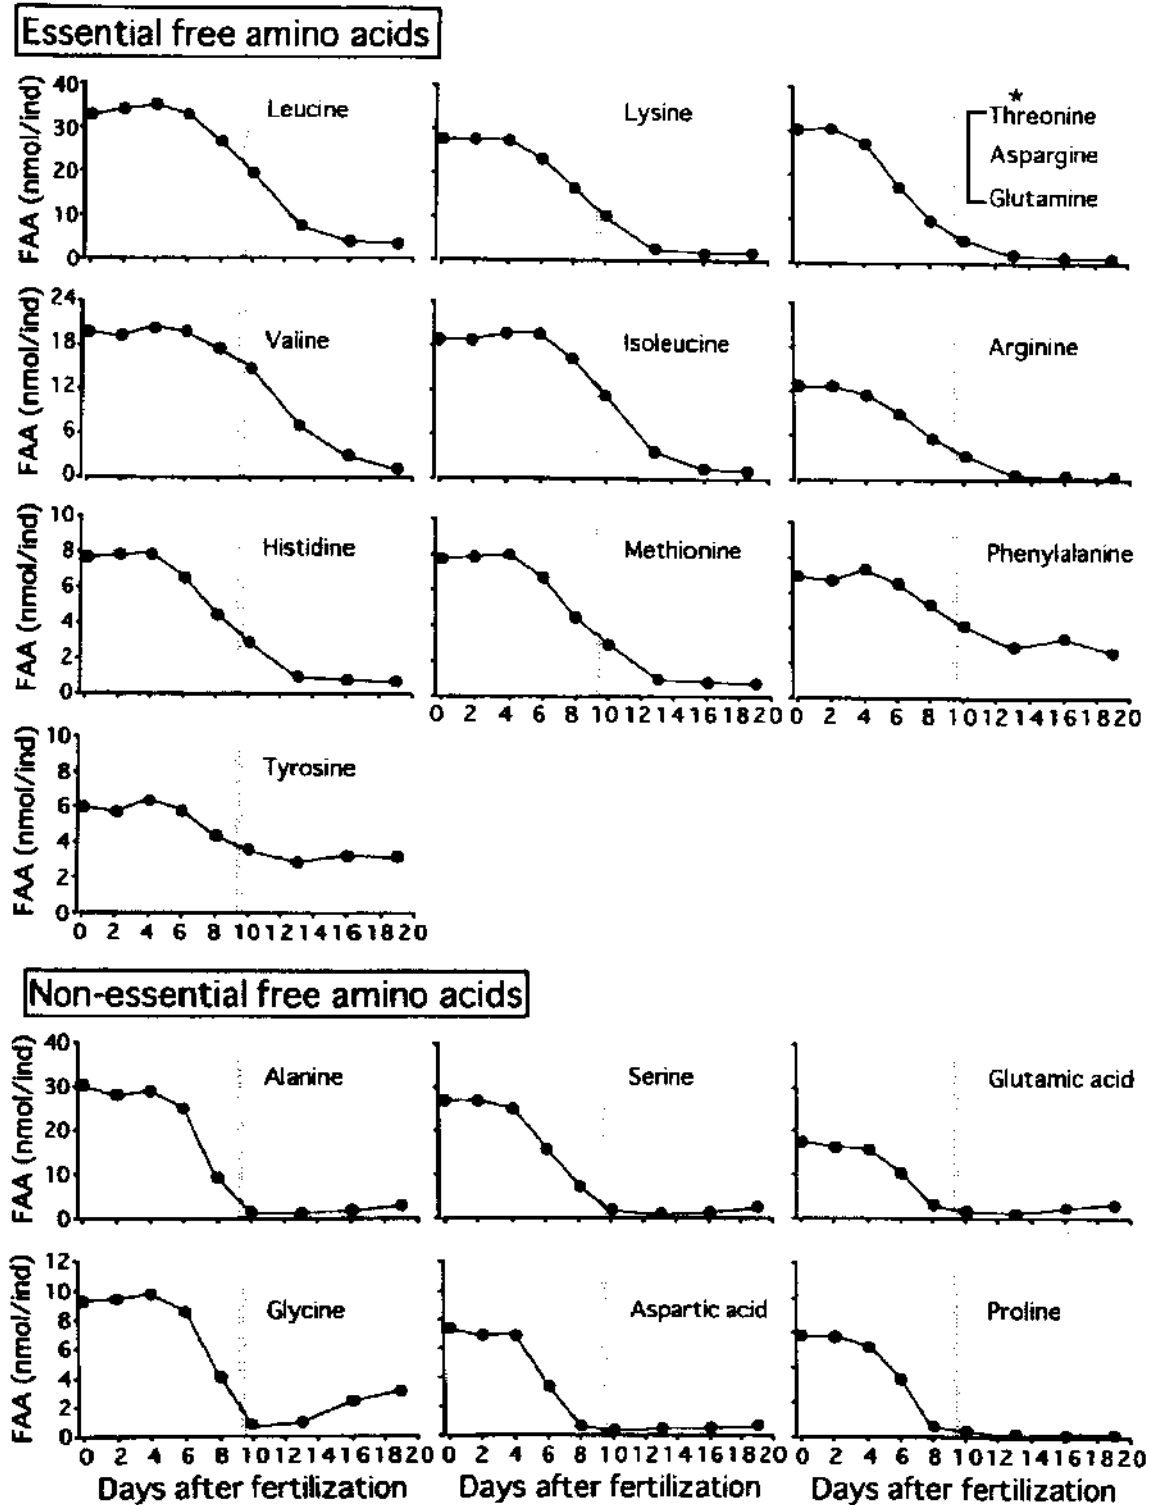 Essential free amino acids
FAA (nmol/ind)
40
30
20
10
0
Leucine
Lysine
*
Threonine
Aspargine
Glutamine
FAA (nmol/ind)
24
18
12
6
0
Valine
Isoleucine
Arginine
FAA (nmol/ind)
10
8
6
4
2
0
Histidine
Methionine
0 2 4 6 8 10 12 14 16 18 20
Phenylalanine
0 2 4 6 8 10 12 14 16 18 20
FAA (nmol/ind)
10
8
6
4
2
0
Tyrosine
0 2 4 6 8 10 12 14 16 18 20
Non-essential free amino acids
FAA (nmol/ind)
40
30
20
10
0
Alanine
Serine
Glutamic acid
FAA (nmol/ind)
12
10
8
6
4
2
0
Glycine
0 2 4 6 8 10 12 14 16 18 20
Days after fertilization
Aspartic acid
0 2 4 6 8 10 12 14 16 18 20
Days after fertilization
Proline
0 2 4 6 8 10 12 14 16 18 20
Days after fertilization